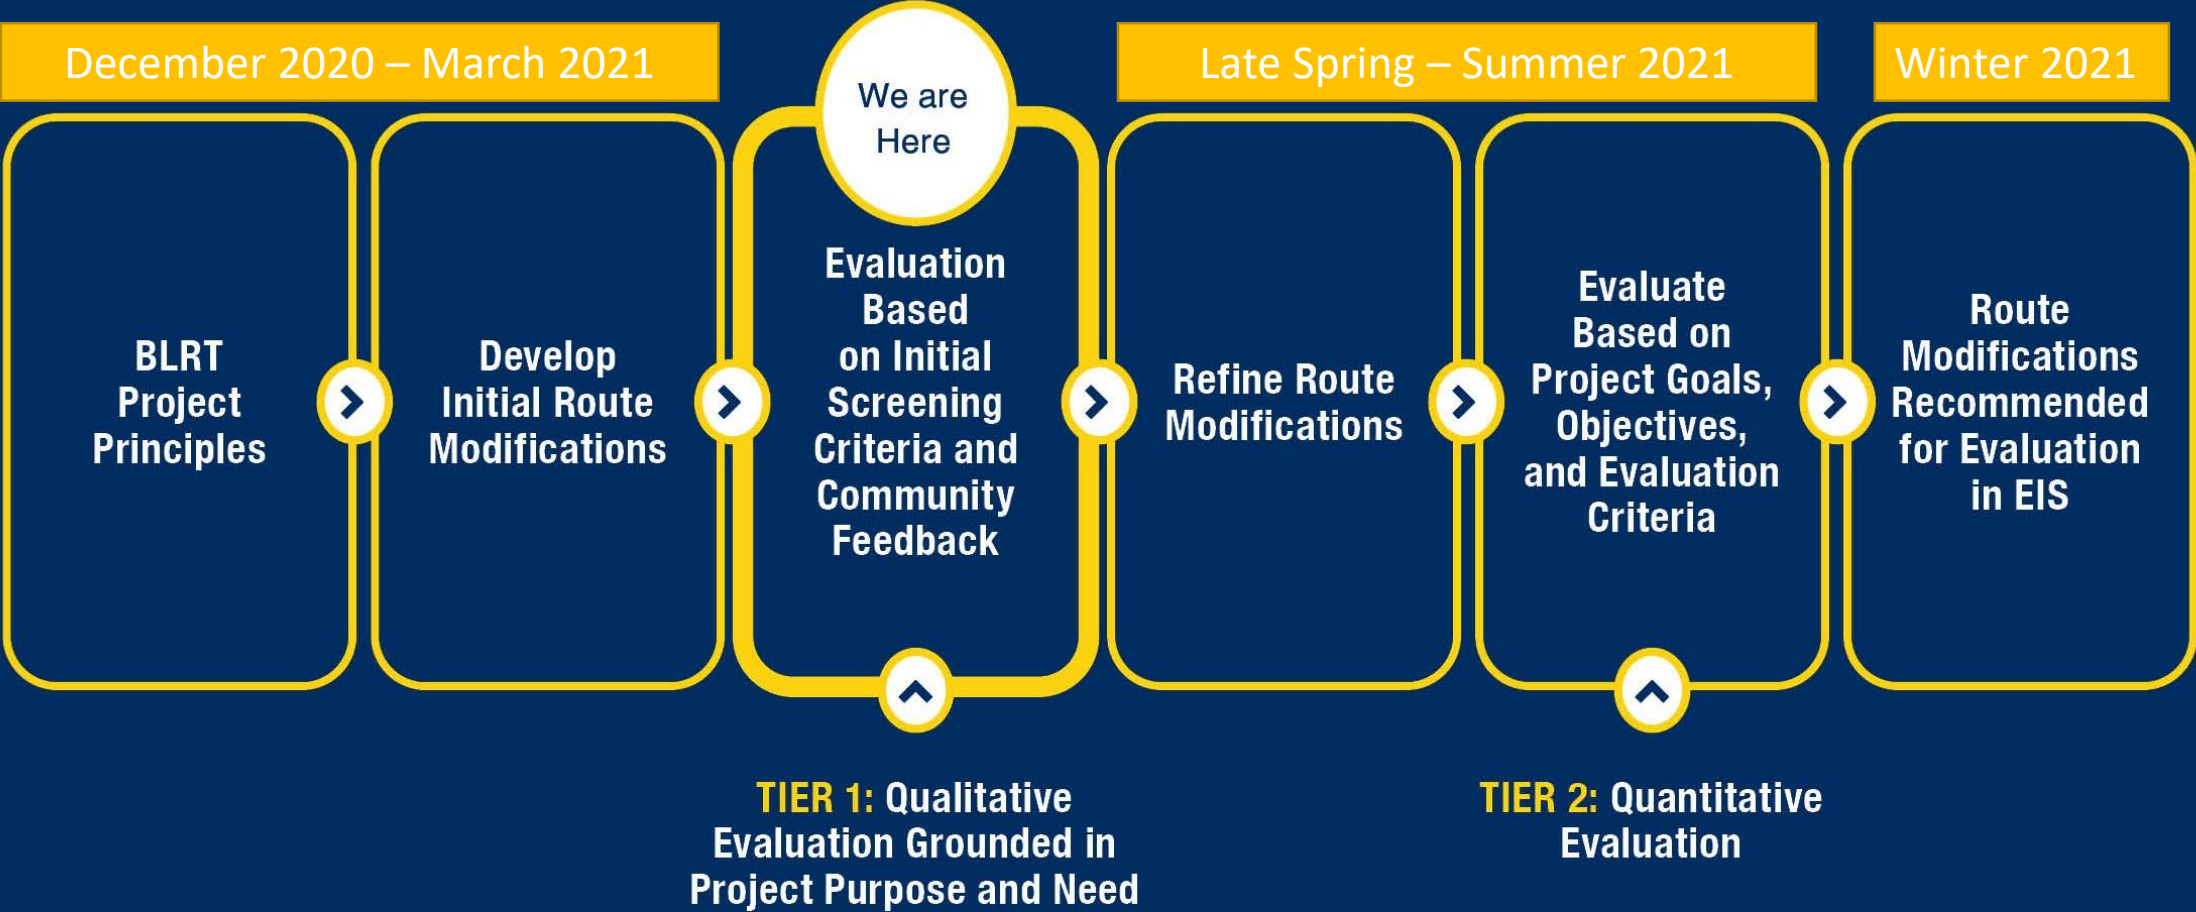 December 2020 – March 2021
We are
Here
Late Spring – Summer 2021
Winter 2021
BLRT
Project
Principles
Develop
Initial Route
Modifications
Evaluation
Based
on Initial
Screening
Criteria and
Community
Feedback
Refine Route
Modifications
Evaluate
Based on
Project Goals,
Objectives,
and Evaluation
Criteria
Route
Modifications
Recommended
for Evaluation
in EIS
TIER 1: Qualitative
Evaluation Grounded in
Project Purpose and Need
TIER 2: Quantitative
Evaluation